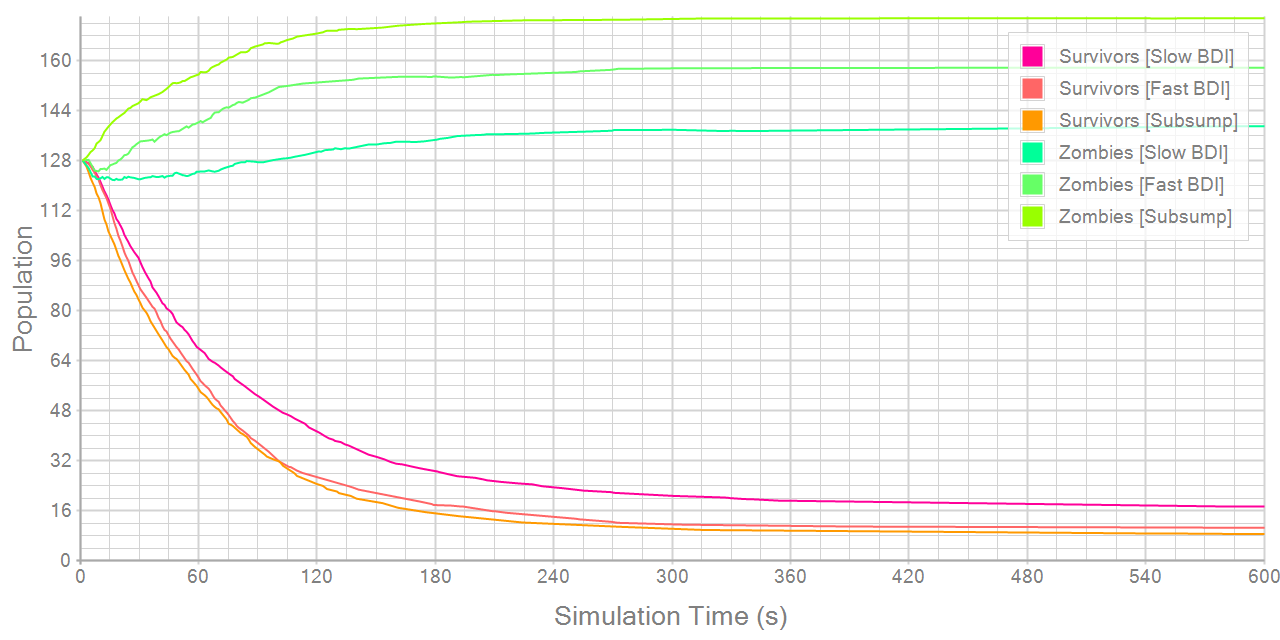 160
144
128
112
96
80
64
48
32
16
0
Population
0 60 120 180 240 300 360 420 480 540 600
Simulation Time (s)
Survivors [Slow BDI]
Survivors [Fast BDI]
Survivors [Subsump]
Zombies [Slow BDI]
Zombies [Fast BDI]
Zombies [Subsump]